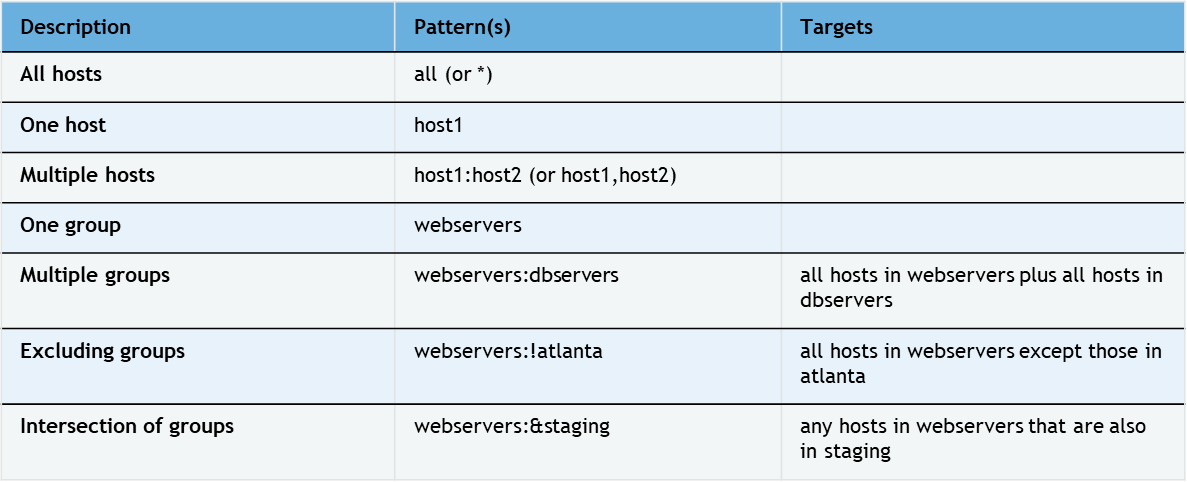 Description Pattern(s) Targets
All hosts all (or *)
One host host1
Multiple hosts host1:host2 (or host1,host2)
One group webservers
Multiple groups webservers:dbservers all hosts in webservers plus all hosts in
dbservers
Excluding groups webservers:!atlanta all hosts in webservers except those in
atlanta
Intersection of groups webservers:&staging any hosts in webservers that are also
in staging